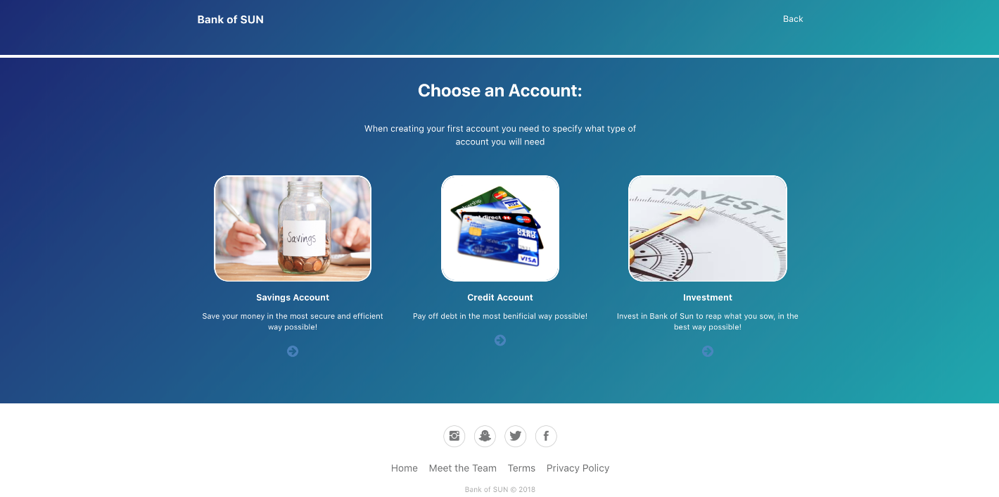 Bank of SUN
Back
Choose an Account:
When creating your first account you need to specify what type of
account you will need
Savings
DEBIT
CARD
VISA
VISA
INVEST
Savings Account
Credit Account
Investment
Save your money in the most secure and efficient
way possible!
Pay off debt in the most benificial way possible!
Invest in Bank of Sun to reap what you sow, in the
best way possible!
Home
Meet the Team
Terms
Privacy Policy
Bank of SUN © 2018